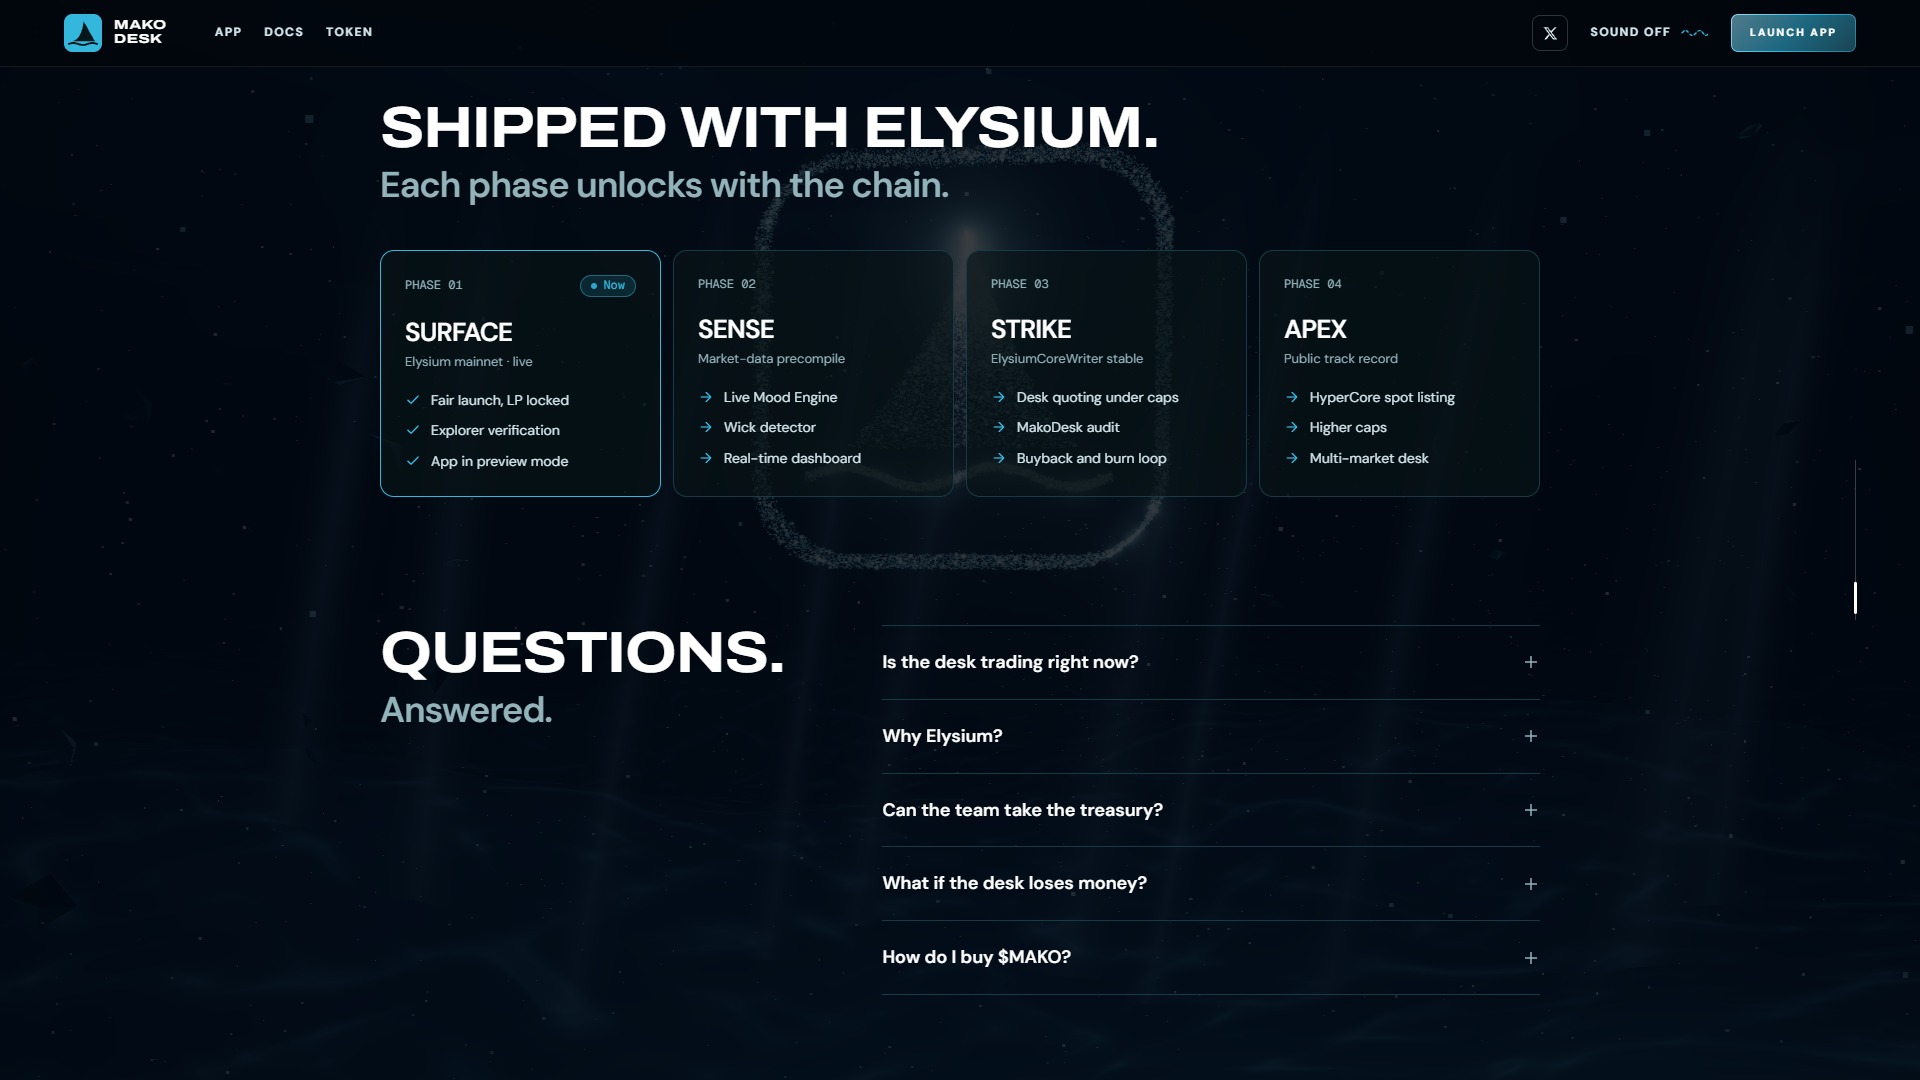 MAKO
DESK
APP
DOCS
TOKEN
SOUND OFF
LAUNCH APP
SHIPPED WITH ELYSIUM.
Each phase unlocks with the chain.
PHASE 01
Now
SURFACE
Elysium mainnet · live
Fair launch, LP locked
Explorer verification
App in preview mode
PHASE 02
SENSE
Market-data precompile
Live Mood Engine
Wick detector
Real-time dashboard
PHASE 03
STRIKE
ElysiumCoreWriter stable
Desk quoting under caps
MakoDesk audit
Buyback and burn loop
PHASE 04
APEX
Public track record
HyperCore spot listing
Higher caps
Multi-market desk
QUESTIONS.
Answered.
Is the desk trading right now?
Why Elysium?
Can the team take the treasury?
What if the desk loses money?
How do I buy $MAKO?